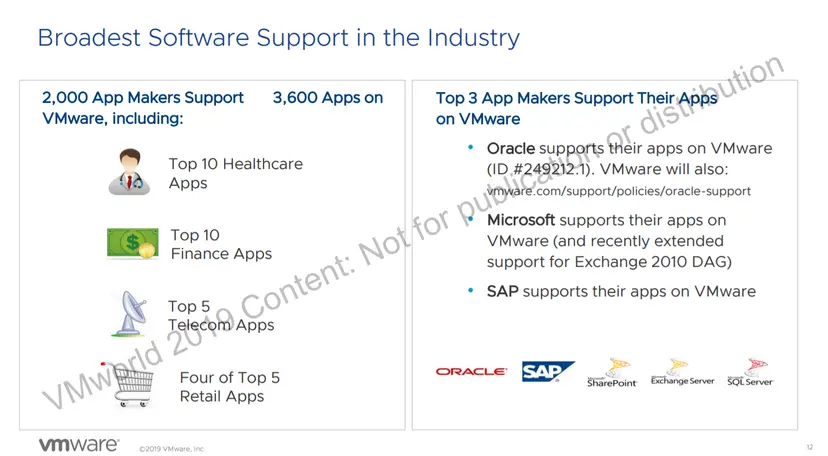 Broadest Software Support in the Industry
2,000 App Makers Support 3,600 Apps on
VMware, including:
Top 10 Healthcare
Apps
Top 10
Finance Apps
Top 5
Telecom Apps
Four of Top 5
Retail Apps
Top 3 App Makers Support Their Apps
on VMware
• Oracle supports their apps on VMware
(ID #249212.1). VMware will also:
vmware.com/support/policies/oracle-support
• Microsoft supports their apps on
VMware (and recently extended
support for Exchange 2010 DAG)
• SAP supports their apps on VMware
ORACLE®
SAP
Microsoft
SharePoint
Microsoft
Exchange Server
Microsoft
SQL Server
VMworld 2019 Content: Not for publication or distribution
vmware®
©2019 VMware, Inc.
12